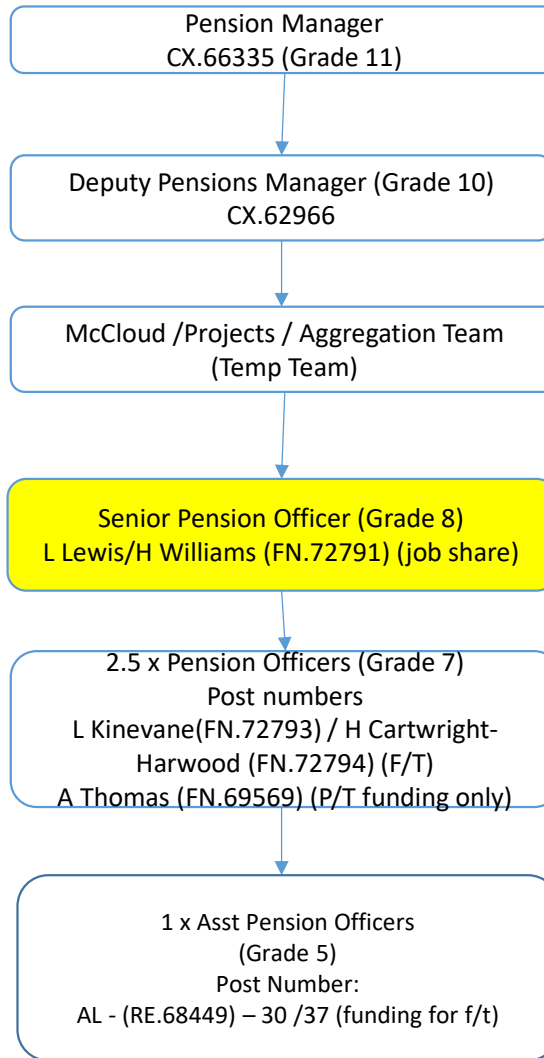 Pension Manager
CX.66335 (Grade 11)
Deputy Pensions Manager (Grade 10)
CX.62966
McCloud /Projects / Aggregation Team
(Temp Team)
Senior Pension Officer (Grade 8)
L Lewis/H Williams (FN.72791) (job share)
2.5 x Pension Officers (Grade 7)
Post numbers
L Kinevane(FN.72793) / H Cartwright-
Harwood (FN.72794) (F/T)
A Thomas (FN.69569) (P/T funding only)
1 x Asst Pension Officers
(Grade 5)
Post Number:
AL - (RE.68449) – 30 /37 (funding for f/t)